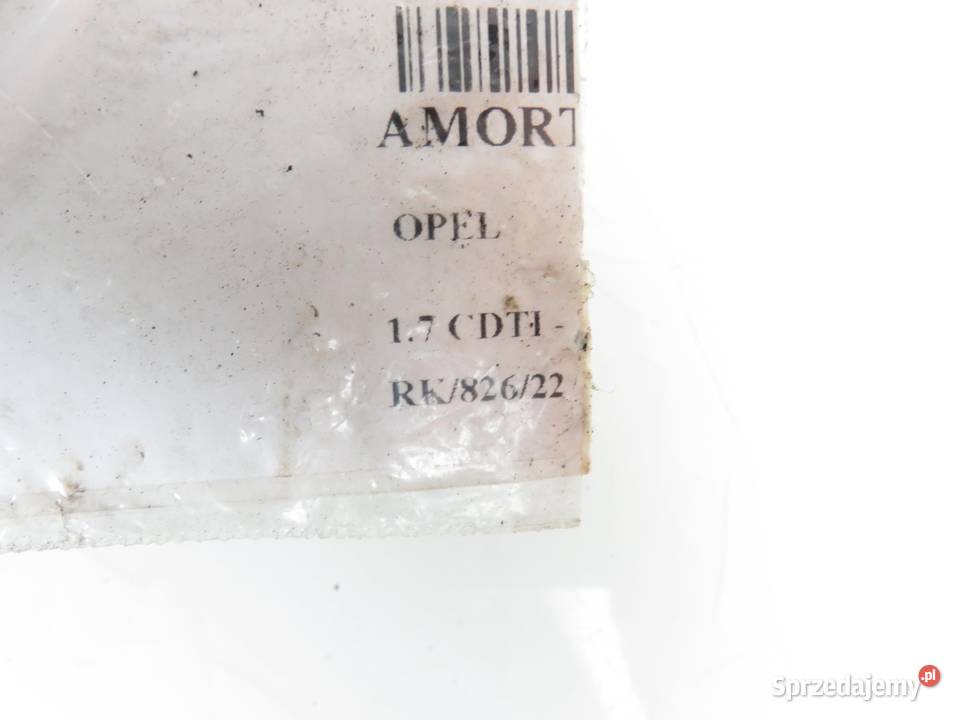 AMORT
OPEL
1.7 CDTI -
RK/826/22
Sprzedajemy.pl